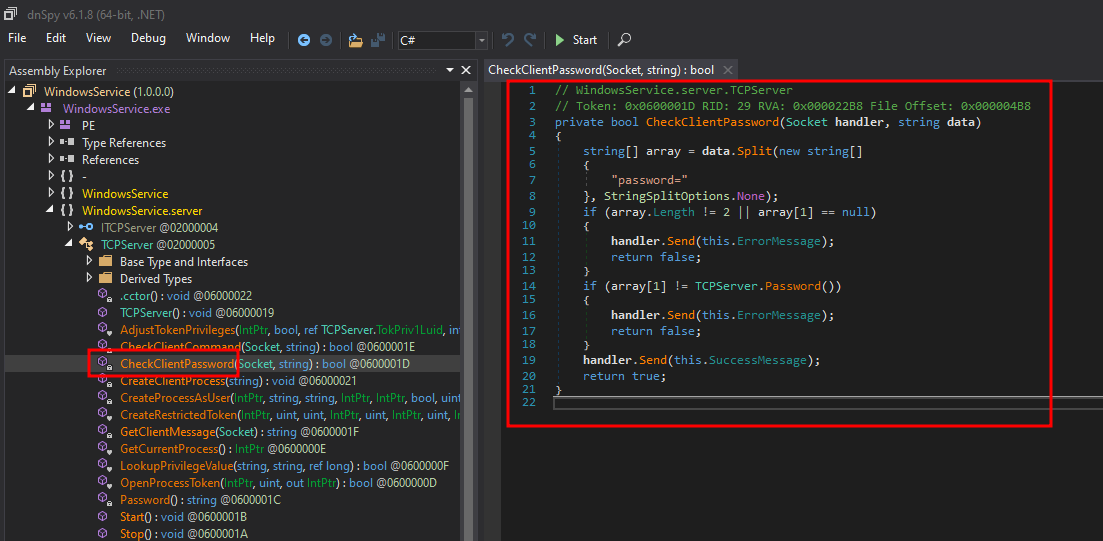 dnSpy v6.1.8 (64-bit, .NET)
File Edit View Debug Window Help C# Start
Assembly Explorer
WindowsService (1.0.0.0)
WindowsService.exe
PE
Type References
References
{ } -
{ } WindowsService
{ } WindowsService.server
ITCPServer @02000004
TCPServer @02000005
Base Type and Interfaces
Derived Types
.cctor() : void @06000022
TCPServer() : void @06000019
AdjustTokenPrivileges(IntPtr, bool, ref TCPServer.TokPriv1Luid, int
CheckClientCommand(Socket, string) : bool @0600001E
CheckClientPassword(Socket, string) : bool @0600001D
CreateClientProcess(string) : void @06000021
CreateProcessAsUser(IntPtr, string, string, IntPtr, IntPtr, bool, uint
CreateRestrictedToken(IntPtr, uint, uint, IntPtr, uint, IntPtr, uint, I
GetClientMessage(Socket) : string @0600001F
GetCurrentProcess() : IntPtr @0600000E
LookupPrivilegeValue(string, string, ref long) : bool @0600000F
OpenProcessToken(IntPtr, uint, out IntPtr) : bool @0600000D
Password() : string @0600001C
Start() : void @0600001B
Stop() : void @0600001A
CheckClientPassword(Socket, string) : bool
1 // WindowsService.server.TCPServer
2 // Token: 0x0600001D RID: 29 RVA: 0x000022B8 File Offset: 0x000004B8
3 private bool CheckClientPassword(Socket handler, string data)
4 {
5 string[] array = data.Split(new string[]
6 {
7 "password="
8 }, StringSplitOptions.None);
9 if (array.Length != 2 || array[1] == null)
10 {
11 handler.Send(this.ErrorMessage);
12 return false;
13 }
14 if (array[1] != TCPServer.Password())
15 {
16 handler.Send(this.ErrorMessage);
17 return false;
18 }
19 handler.Send(this.SuccessMessage);
20 return true;
21 }
22